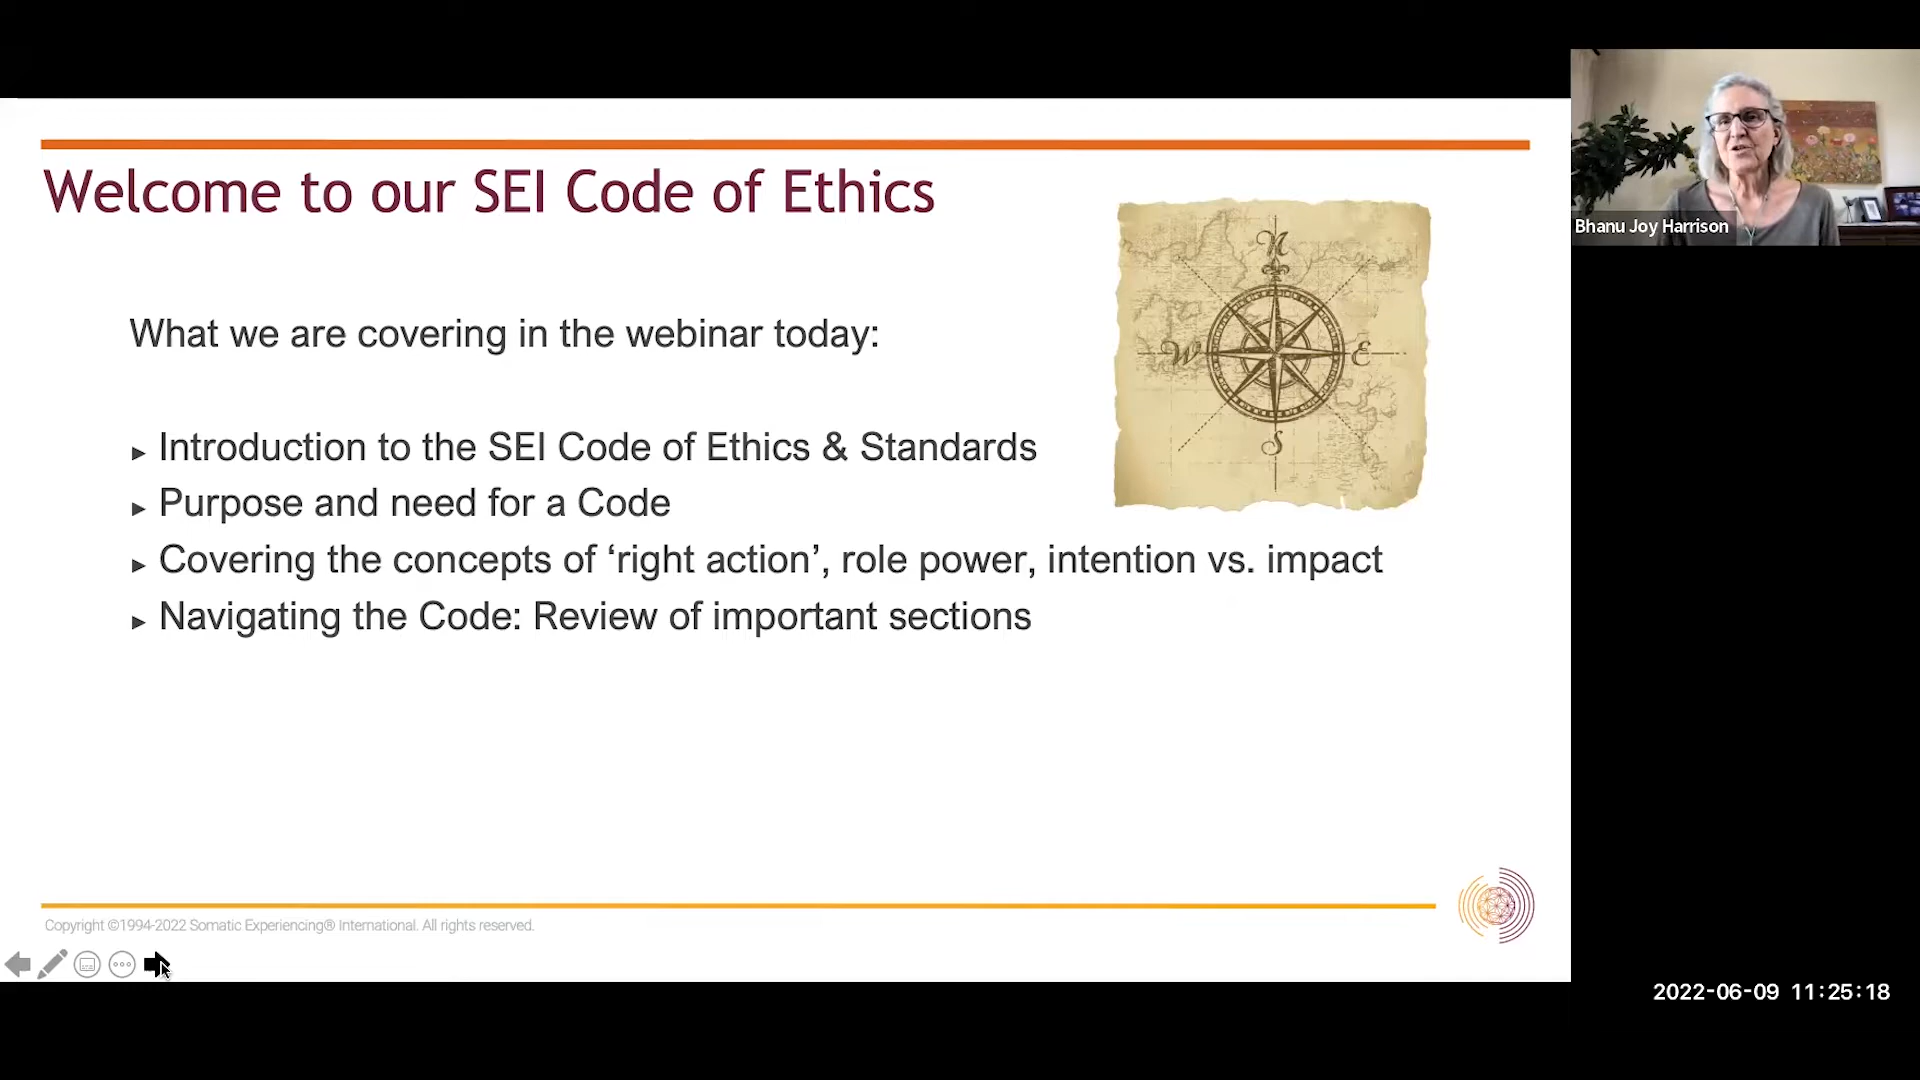 Welcome to our SEI Code of Ethics
What we are covering in the webinar today:
▸ Introduction to the SEI Code of Ethics & Standards
▸ Purpose and need for a Code
▸ Covering the concepts of ‘right action’, role power, intention vs. impact
▸ Navigating the Code: Review of important sections
N
W
E
S
Copyright ©1994-2022 Somatic Experiencing® International. All rights reserved.
Bhanu Joy Harrison
2022-06-09 11:25:18